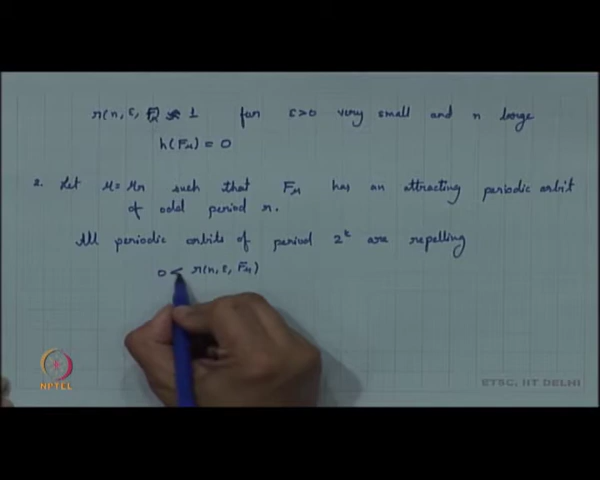 r(n, ε, F) 1 for ε>0 very small and n large
h(Fμ) = 0
2. Let μ = μr such that Fμ has an attracting periodic orbit
of odd period r.
All periodic orbits of period 2^k are repelling
0 < r(n, ε, Fμ)
NPTEL
ETSC, IIT DELHI